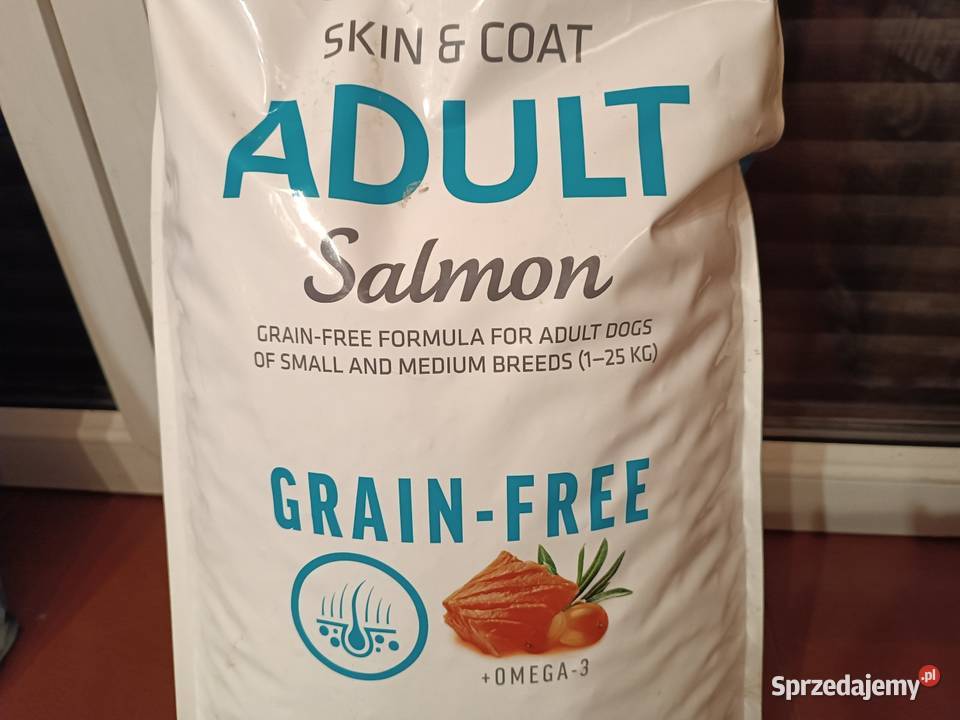 SKIN & COAT
ADULT
Salmon
GRAIN-FREE FORMULA FOR ADULT DOGS
OF SMALL AND MEDIUM BREEDS (1–25 KG)
GRAIN-FREE
+OMEGA-3
Sprzedajemy.pl